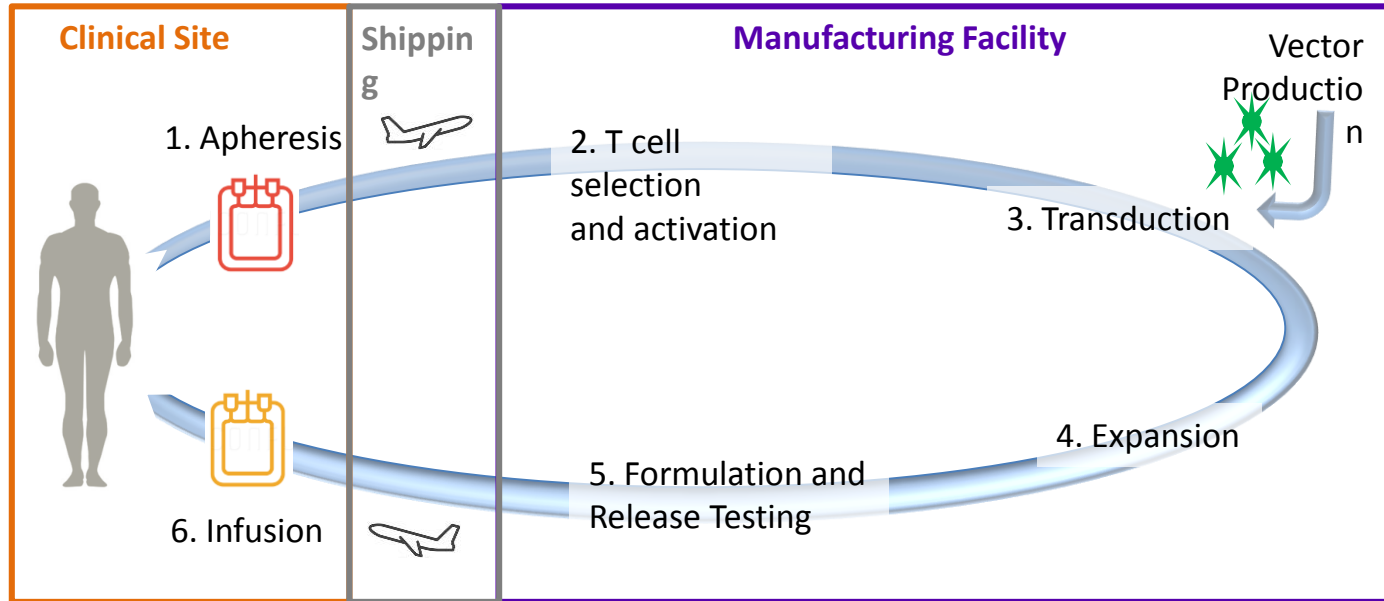 Clinical Site
Shippin
g
Manufacturing Facility
Vector
Productio
n
1. Apheresis
2. T cell
selection
and activation
3. Transduction
4. Expansion
5. Formulation and
Release Testing
6. Infusion